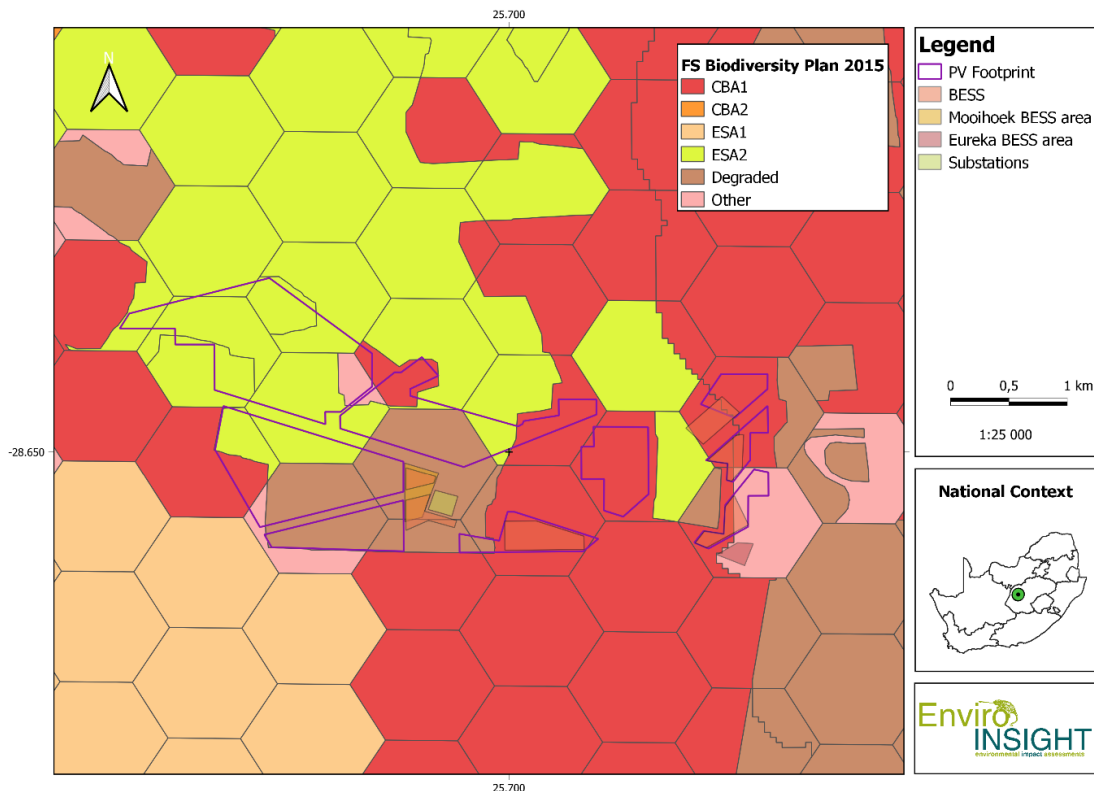 25.700
N
FS Biodiversity Plan 2015
CBA1
CBA2
ESA1
ESA2
Degraded
Other
-28.650
25.700
Legend
PV Footprint
BESS
Mooihoek BESS area
Eureka BESS area
Substations
0 0,5 1 km
1:25 000
National Context
Enviro
INSIGHT
environmental impact assessments